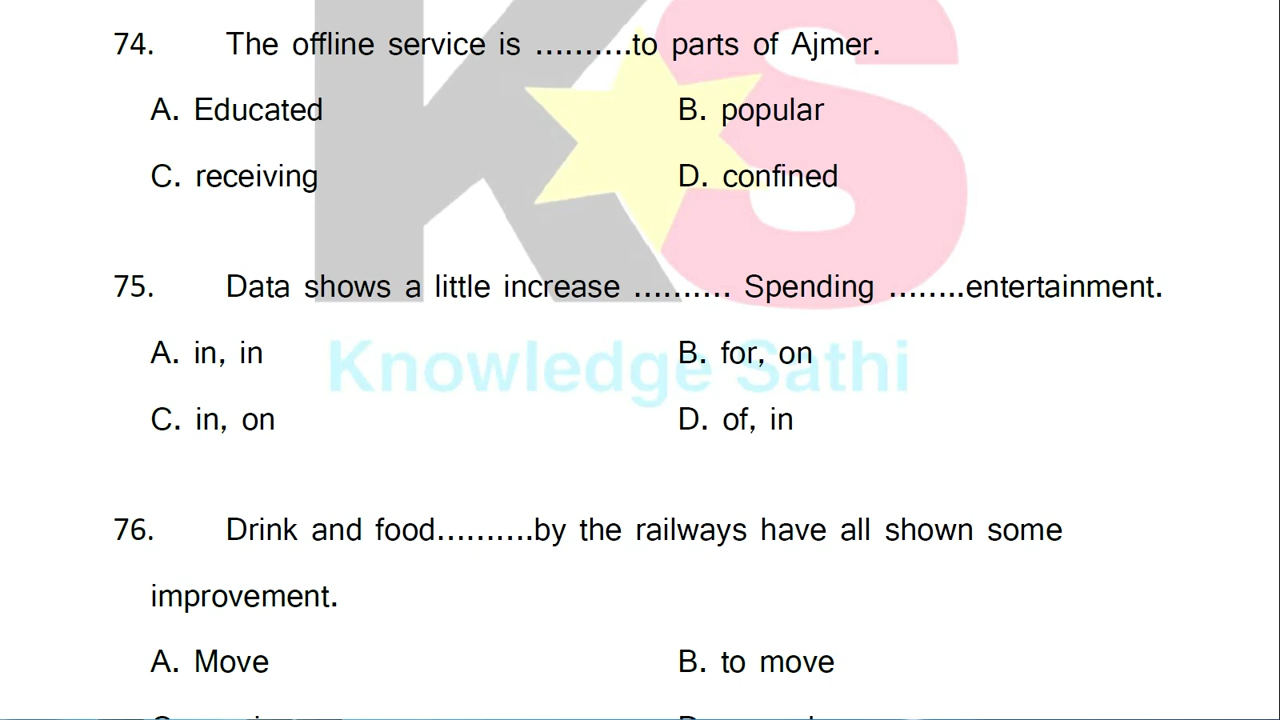 74. The offline service is ..........to parts of Ajmer.
A. Educated B. popular
C. receiving D. confined
75. Data shows a little increase .......... Spending ........entertainment.
A. in, in B. for, on
C. in, on D. of, in
Knowledge Sathi
76. Drink and food..........by the railways have all shown some
improvement.
A. Move B. to move
KS